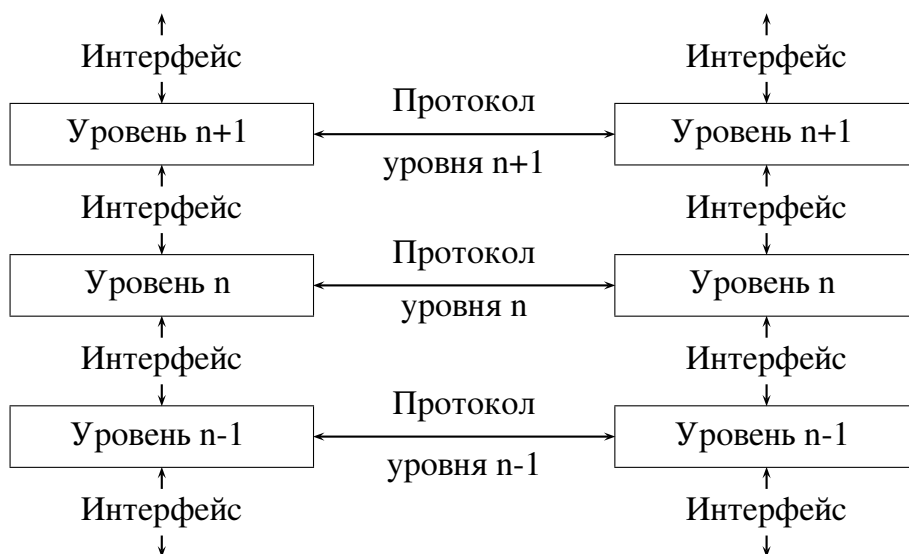 Интерфейс Интерфейс
Протокол
Уровень n+1 Уровень n+1
уровня n+1
Интерфейс Интерфейс
Протокол
Уровень n Уровень n
уровня n
Интерфейс Интерфейс
Протокол
Уровень n-1 Уровень n-1
уровня n-1
Интерфейс Интерфейс